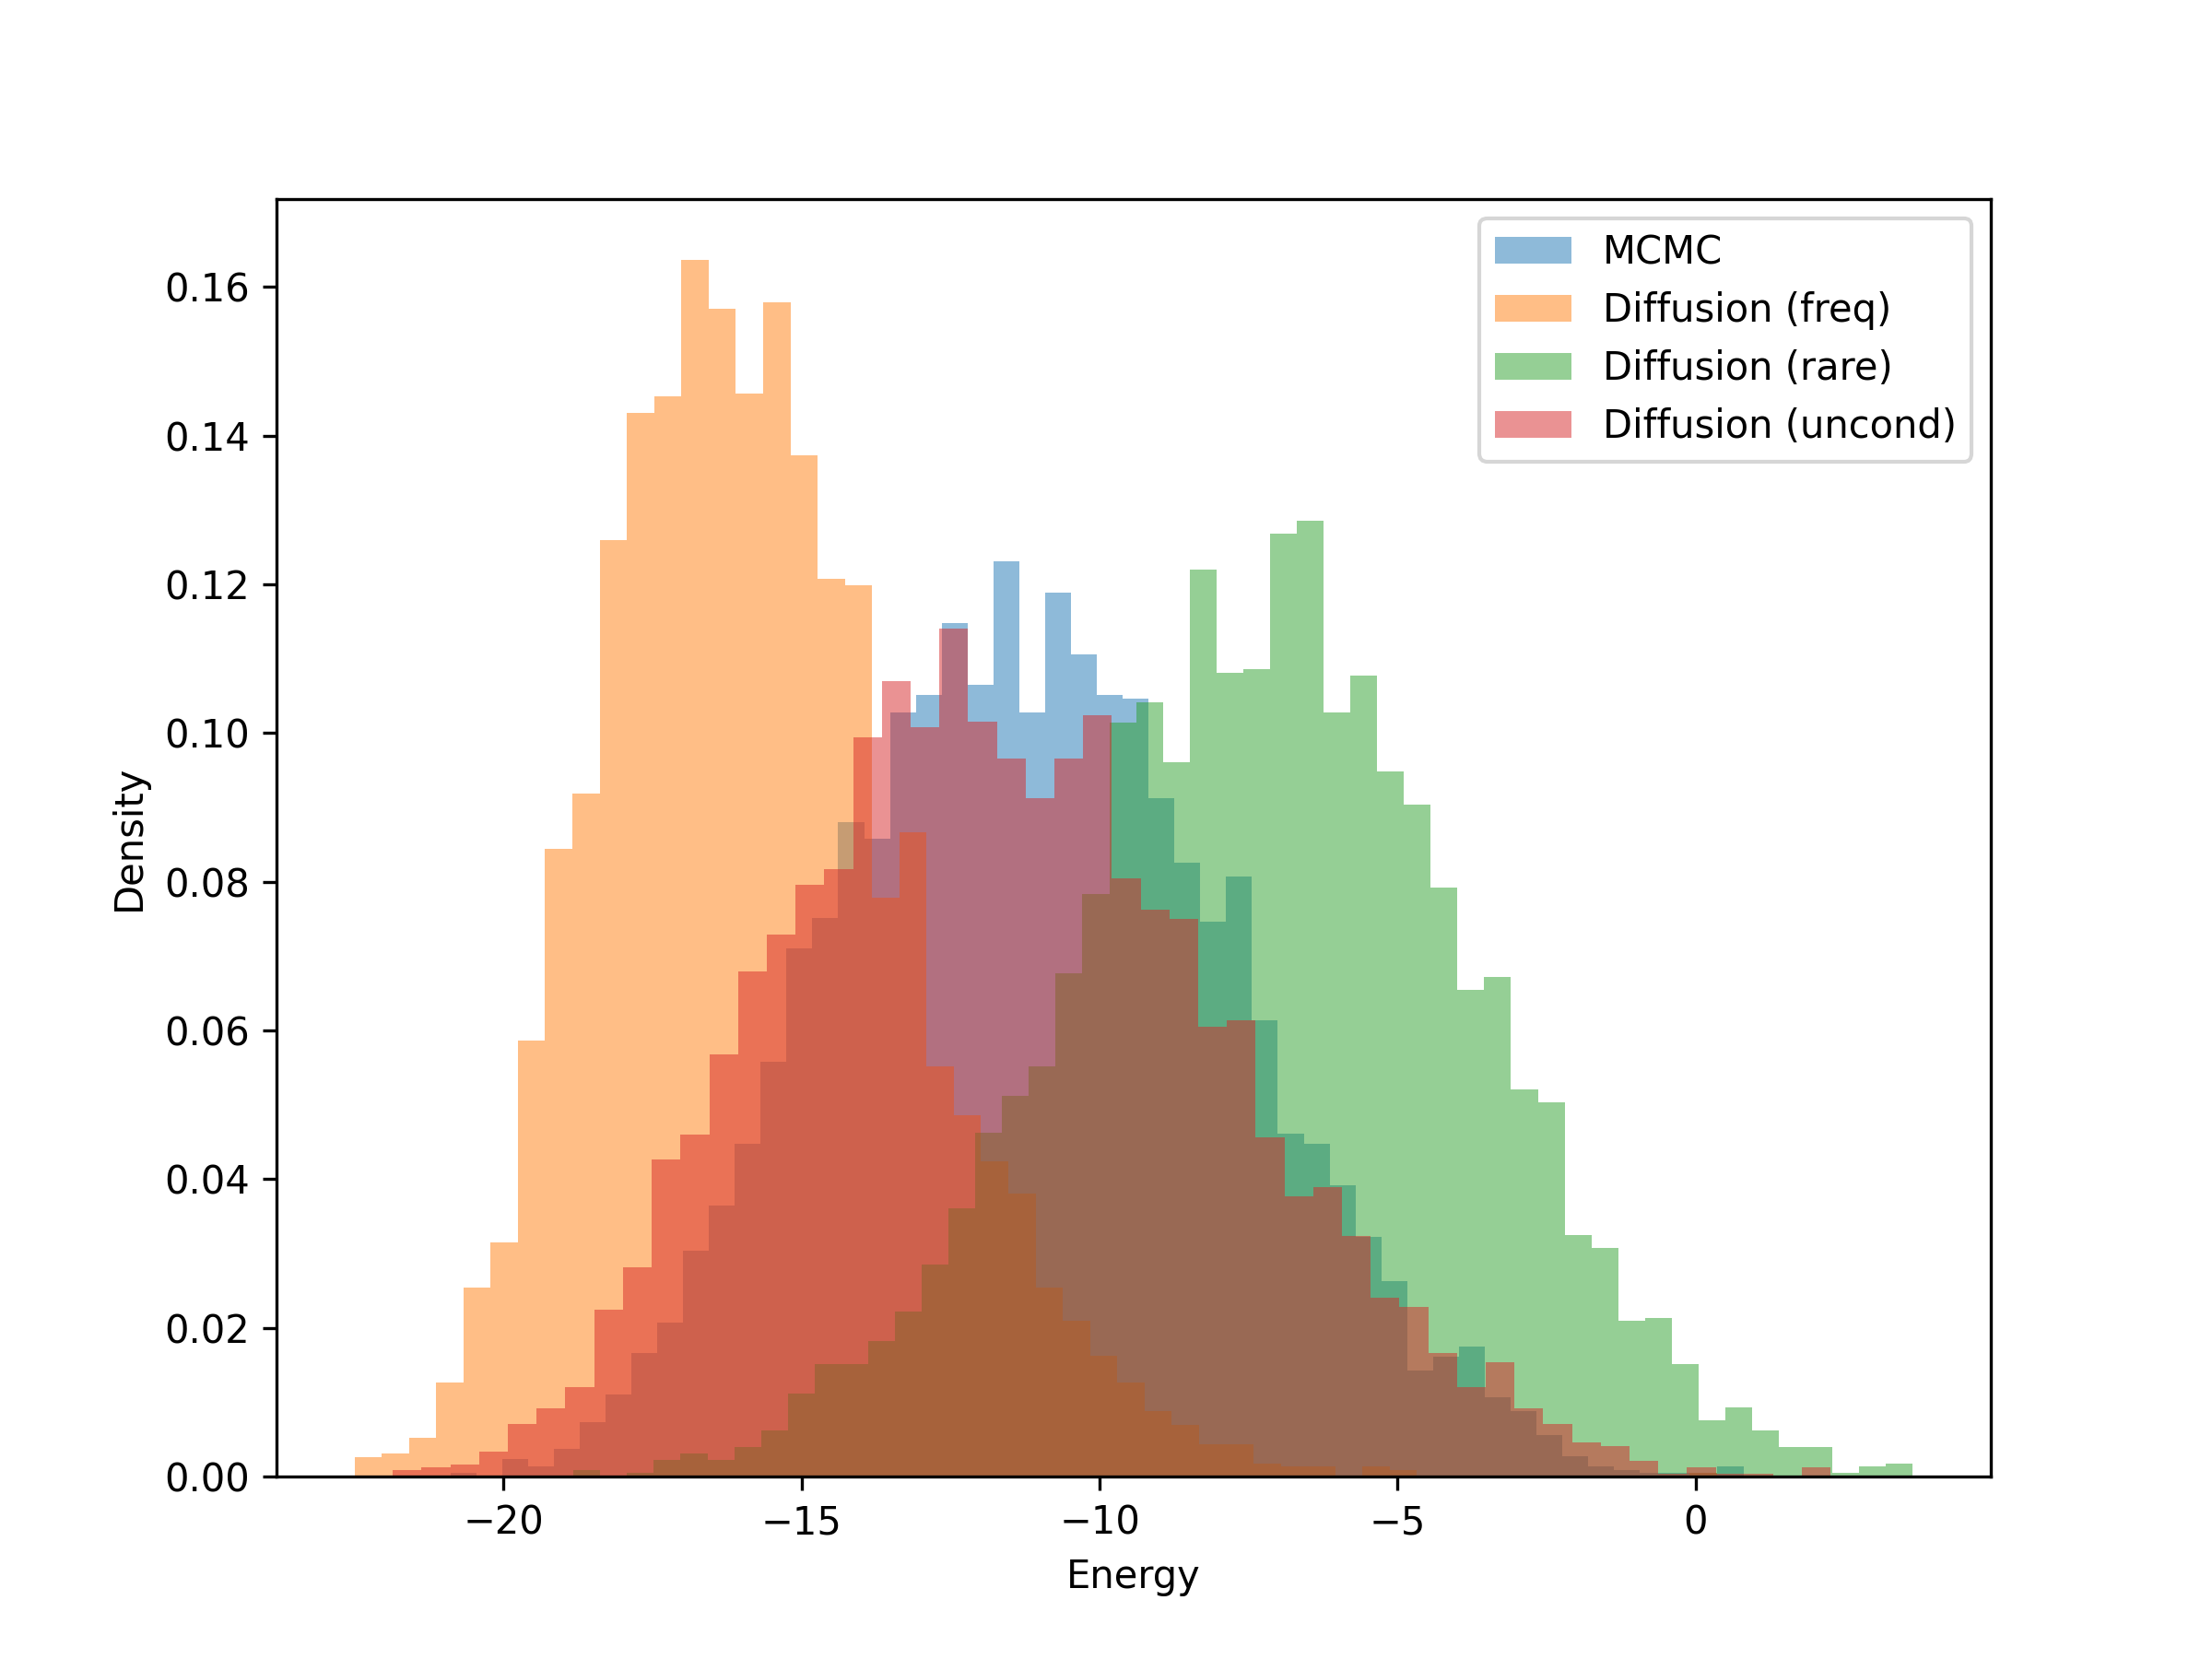 MCMC
Diffusion (freq)
Diffusion (rare)
Diffusion (uncond)
0.16
0.14
0.12
0.10
0.08
0.06
0.04
0.02
0.00
Density
−20 −15 −10 −5 0
Energy